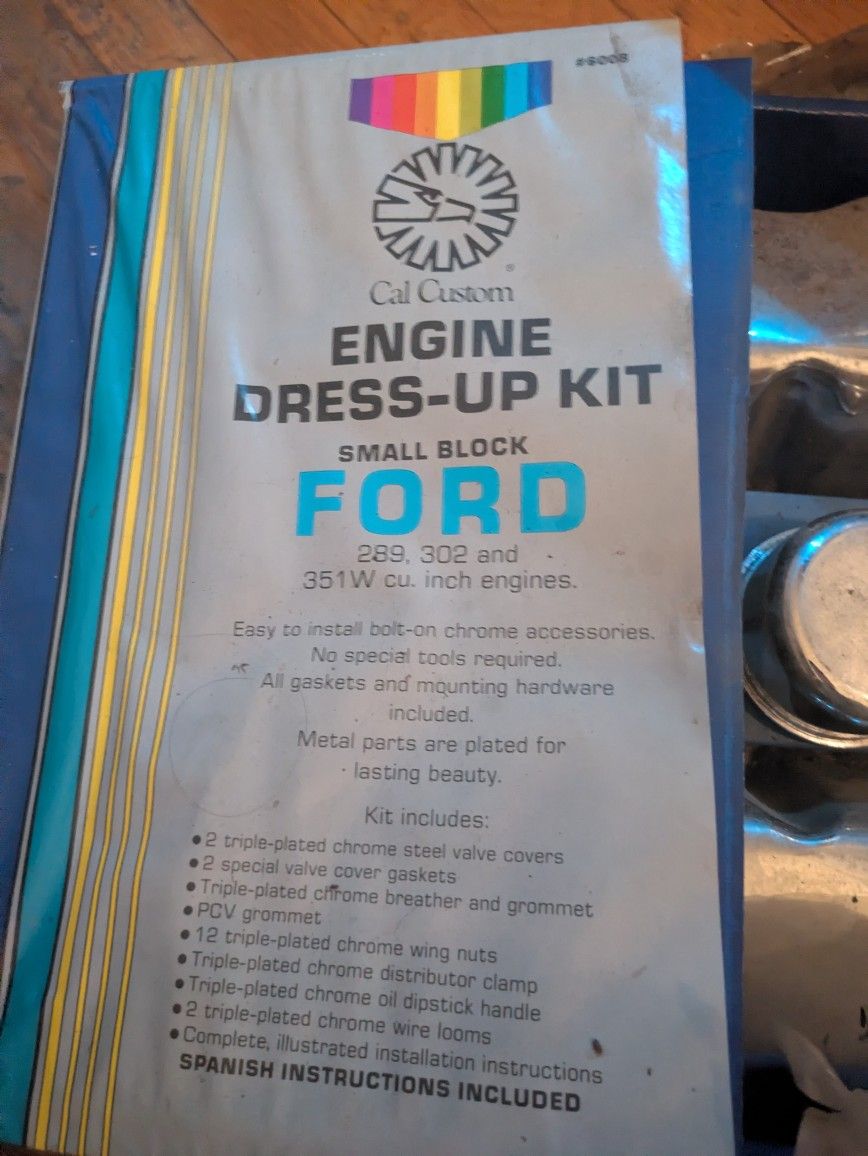 #6008
Cal Custom®
ENGINE
DRESS-UP KIT
SMALL BLOCK
FORD
289, 302 and
351W cu. inch engines.
Easy to install bolt-on chrome accessories.
No special tools required.
All gaskets and mounting hardware
included.
Metal parts are plated for
lasting beauty.
Kit includes:
• 2 triple-plated chrome steel valve covers
• 2 special valve cover gaskets
• Triple-plated chrome breather and grommet
• PCV grommet
• 12 triple-plated chrome wing nuts
• Triple-plated chrome distributor clamp
• Triple-plated chrome oil dipstick handle
• 2 triple-plated chrome wire looms
• Complete, illustrated installation instructions
SPANISH INSTRUCTIONS INCLUDED